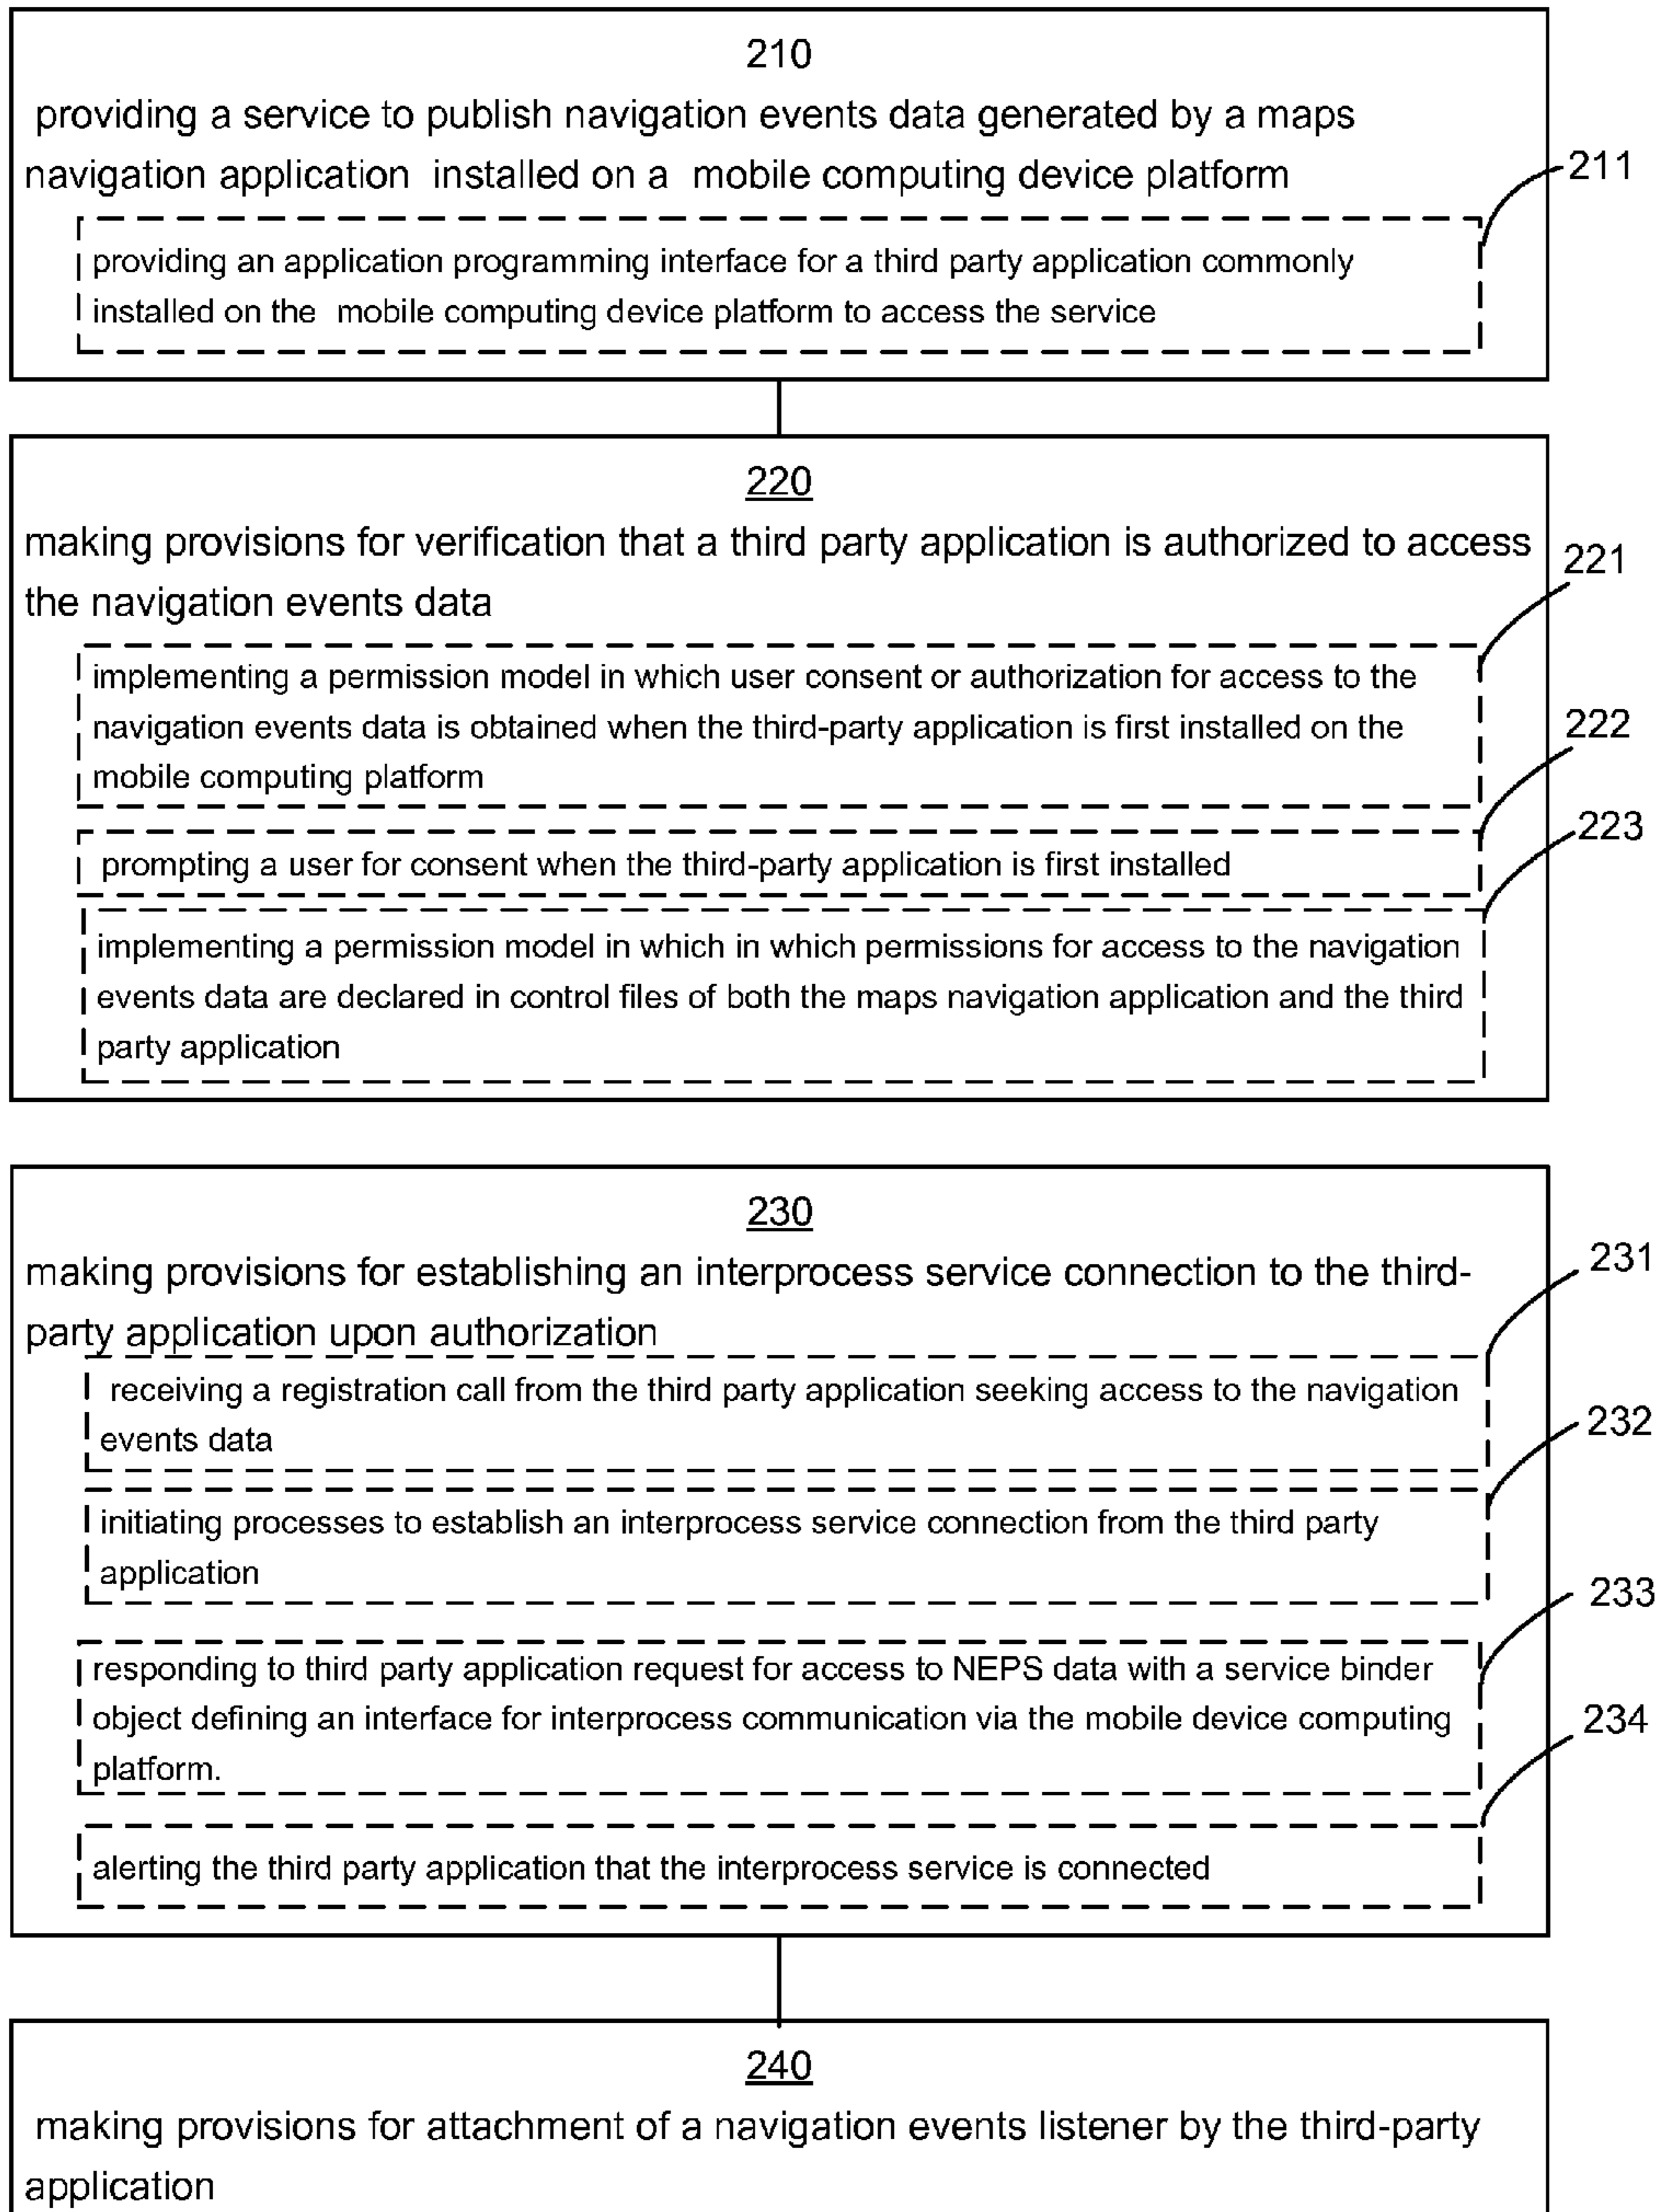 210
providing a service to publish navigation events data generated by a maps
navigation application installed on a mobile computing device platform
211
providing an application programming interface for a third party application commonly
installed on the mobile computing device platform to access the service
220
making provisions for verification that a third party application is authorized to access
the navigation events data
221
implementing a permission model in which user consent or authorization for access to the
navigation events data is obtained when the third-party application is first installed on the
mobile computing platform
222
prompting a user for consent when the third-party application is first installed
223
implementing a permission model in which in which permissions for access to the navigation
events data are declared in control files of both the maps navigation application and the third
party application
230
making provisions for establishing an interprocess service connection to the third-
party application upon authorization
231
receiving a registration call from the third party application seeking access to the navigation
events data
232
initiating processes to establish an interprocess service connection from the third party
application
233
responding to third party application request for access to NEPS data with a service binder
object defining an interface for interprocess communication via the mobile device computing
platform.
234
alerting the third party application that the interprocess service is connected
240
making provisions for attachment of a navigation events listener by the third-party
application